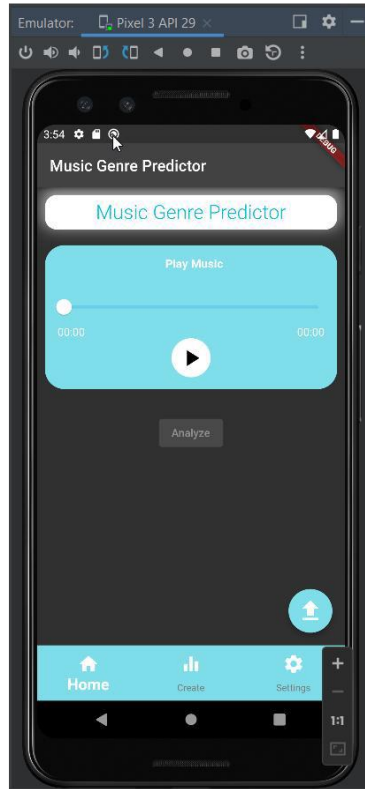 Emulator: Pixel 3 API 29
3:54
DEBUG
Music Genre Predictor
Music Genre Predictor
Play Music
00:00 00:00
Analyze
Home Create Settings
1:1